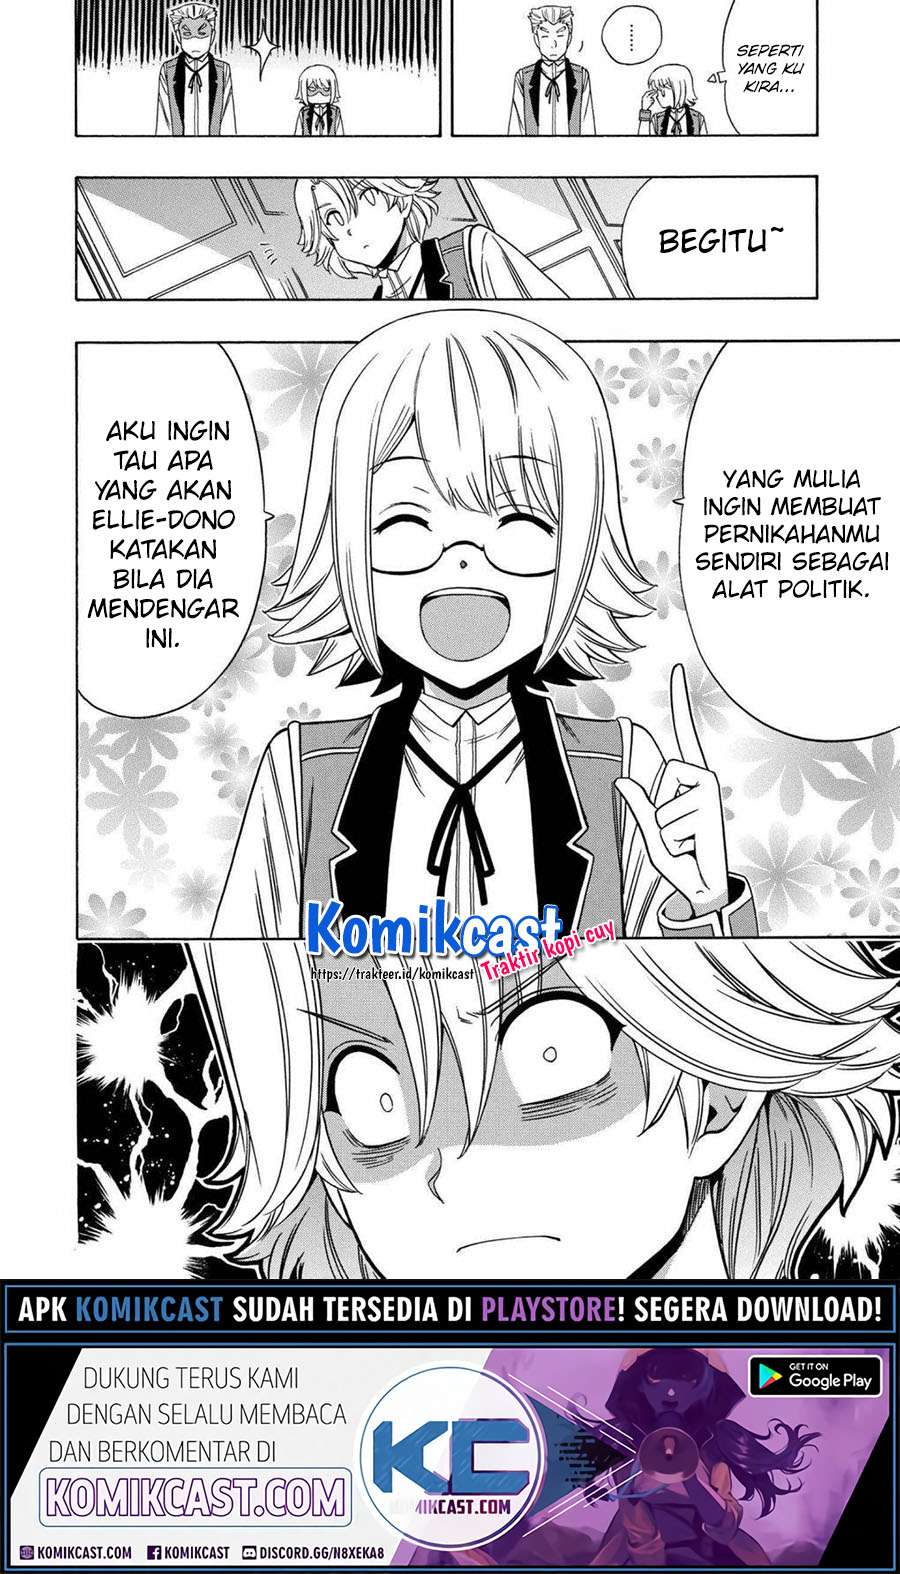 SEPERTI
YANG KU
KIRA...
BEGITU~
YANG MULIA
INGIN MEMBUAT
PERNIKAHANMU
SENDIRI SEBAGAI
ALAT POLITIK.
AKU INGIN
TAU APA
YANG AKAN
ELLIE-DONO
KATAKAN
BILA DIA
MENDENGAR
INI.
Komikcast
https://trakteer.id/komikcast
Traktir kopi cuy
APK KOMIKCAST SUDAH TERSEDIA DI PLAYSTORE! SEGERA DOWNLOAD!
DUKUNG TERUS KAMI
DENGAN SELALU MEMBACA
DAN BERKOMENTAR DI
KOMIKCAST.COM
KOMIKCAST.COM
KOMIKCAST
DISCORD.GG/N8XEKA8
KC
KOMIKCAST.COM
GET IT ON
Google Play